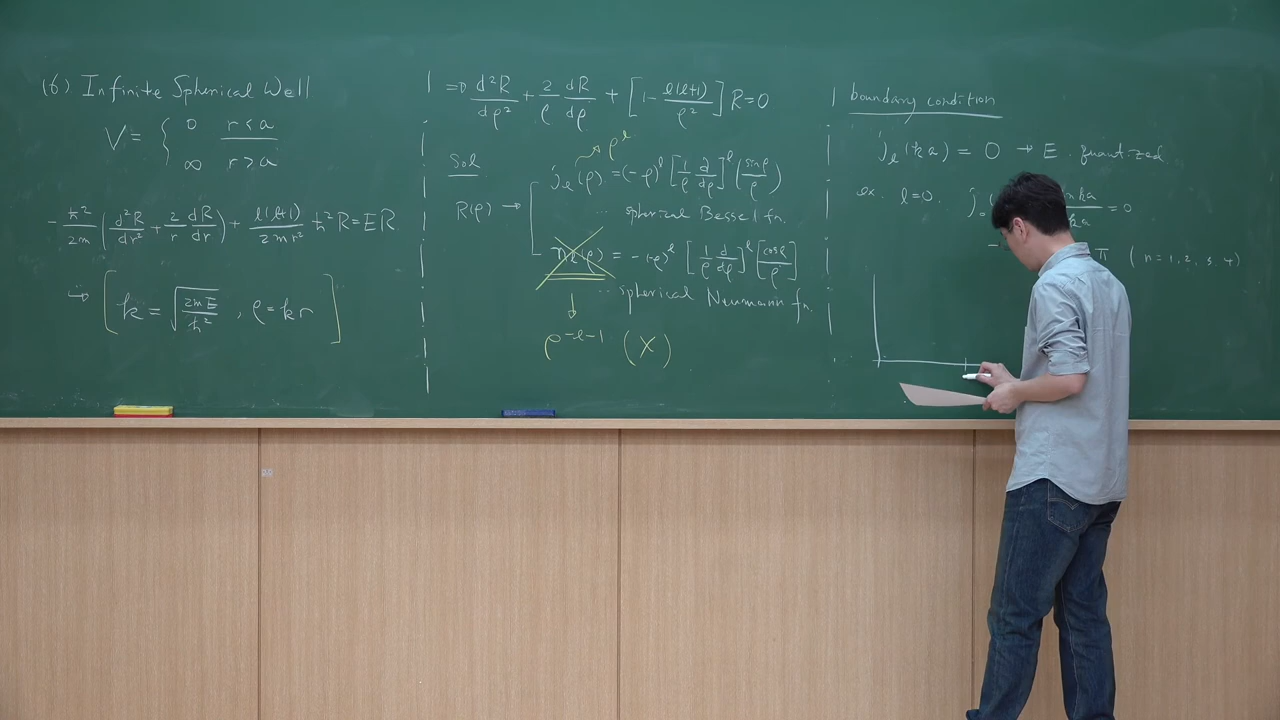 (6) Infinite Spherical Well
V = { 0 r < a
∞ r > a
-ħ²/2m (d²R/dr² + 2/r dR/dr) + l(l+1)/2mr² ħ² R = ER
⇒ [ k = √(2mE/ħ²) , ρ = kr ]
⇒ d²R/dρ² + 2/ρ dR/dρ + [1 - l(l+1)/ρ²] R = 0
Sol
→ ρ^l
R(ρ) → j_l(ρ) = (-ρ)^l [1/ρ d/dρ]^l (sinρ/ρ)
... spherical Bessel fn.
n_l(ρ) = -(-ρ)^l [1/ρ d/dρ]^l [cosρ/ρ]
... spherical Neumann fn.
↓
ρ^{-l-1} (X)
boundary condition
j_l(ka) = 0 → E quantized
ex. l=0. = 0
π (n = 1, 2, 3, 4)